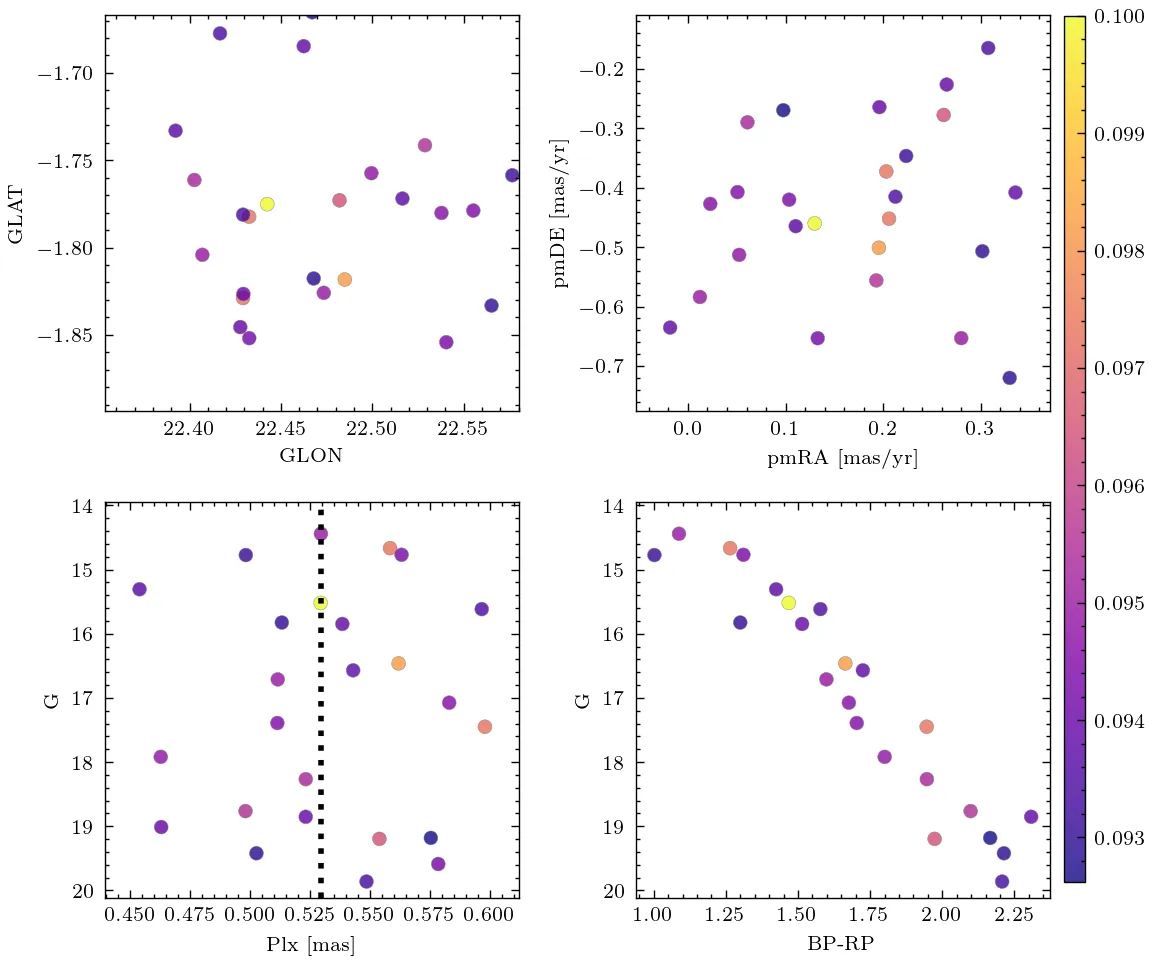 −1.70
−1.75
−1.80
−1.85
GLAT
22.40 22.45 22.50 22.55
GLON
−0.2
−0.3
−0.4
−0.5
−0.6
−0.7
pmDE [mas/yr]
0.0 0.1 0.2 0.3
pmRA [mas/yr]
0.100
0.099
0.098
0.097
0.096
0.095
0.094
0.093
14
15
16
17
18
19
20
G
0.450 0.475 0.500 0.525 0.550 0.575 0.600
Plx [mas]
14
15
16
17
18
19
20
G
1.00 1.25 1.50 1.75 2.00 2.25
BP-RP